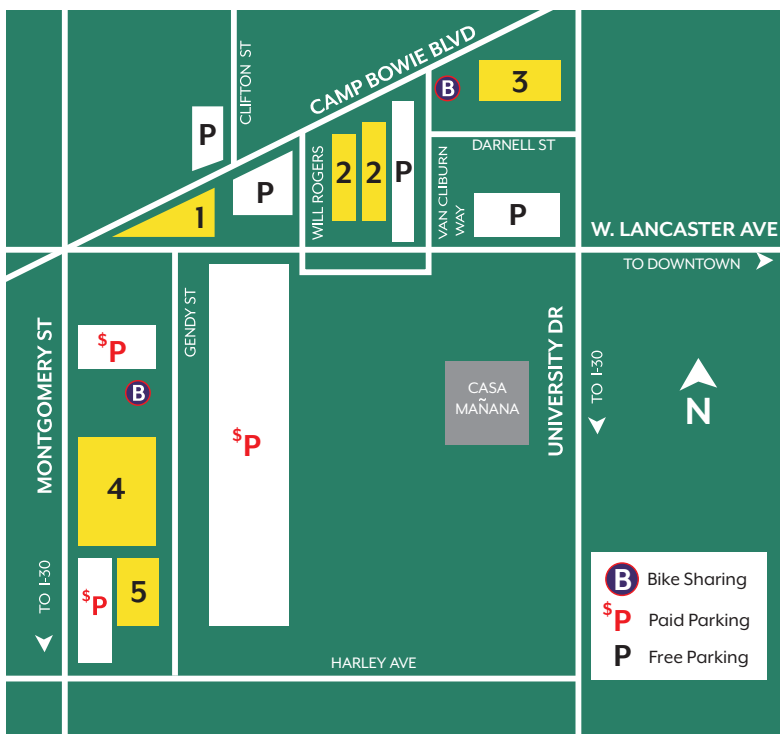 CLIFTON ST
CAMP BOWIE BLVD
B
3
P
DARNELL ST
WILL ROGERS
2
2
P
VAN CLIBURN
WAY
P
1
P
W. LANCASTER AVE
TO DOWNTOWN
MONTGOMERY ST
GENDY ST
$P
B
UNIVERSITY DR
TO I-30
CASA
MAÑANA
N
$P
4
TO I-30
$P
5
B Bike Sharing
$P Paid Parking
P Free Parking
HARLEY AVE